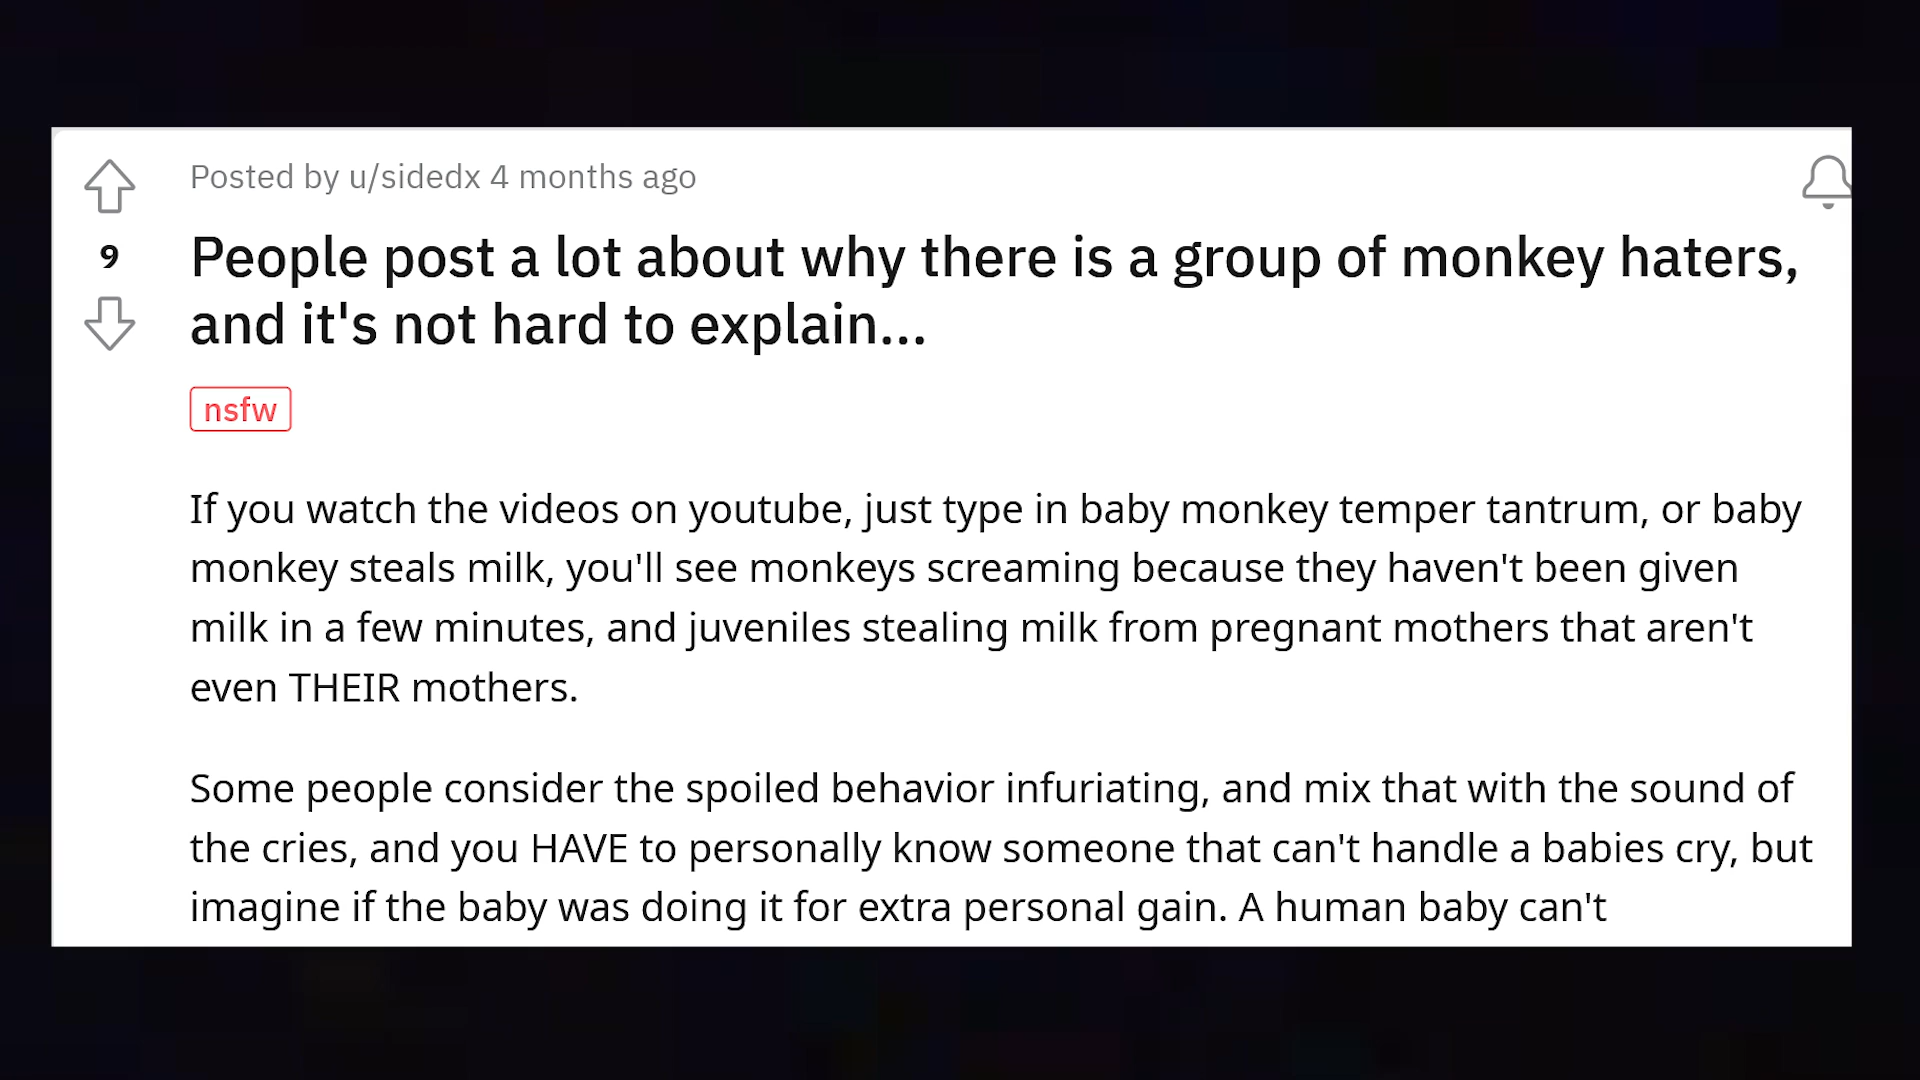 Posted by u/sidedx 4 months ago
9
People post a lot about why there is a group of monkey haters,
and it's not hard to explain...
nsfw
If you watch the videos on youtube, just type in baby monkey temper tantrum, or baby
monkey steals milk, you'll see monkeys screaming because they haven't been given
milk in a few minutes, and juveniles stealing milk from pregnant mothers that aren't
even THEIR mothers.
Some people consider the spoiled behavior infuriating, and mix that with the sound of
the cries, and you HAVE to personally know someone that can't handle a babies cry, but
imagine if the baby was doing it for extra personal gain. A human baby can't